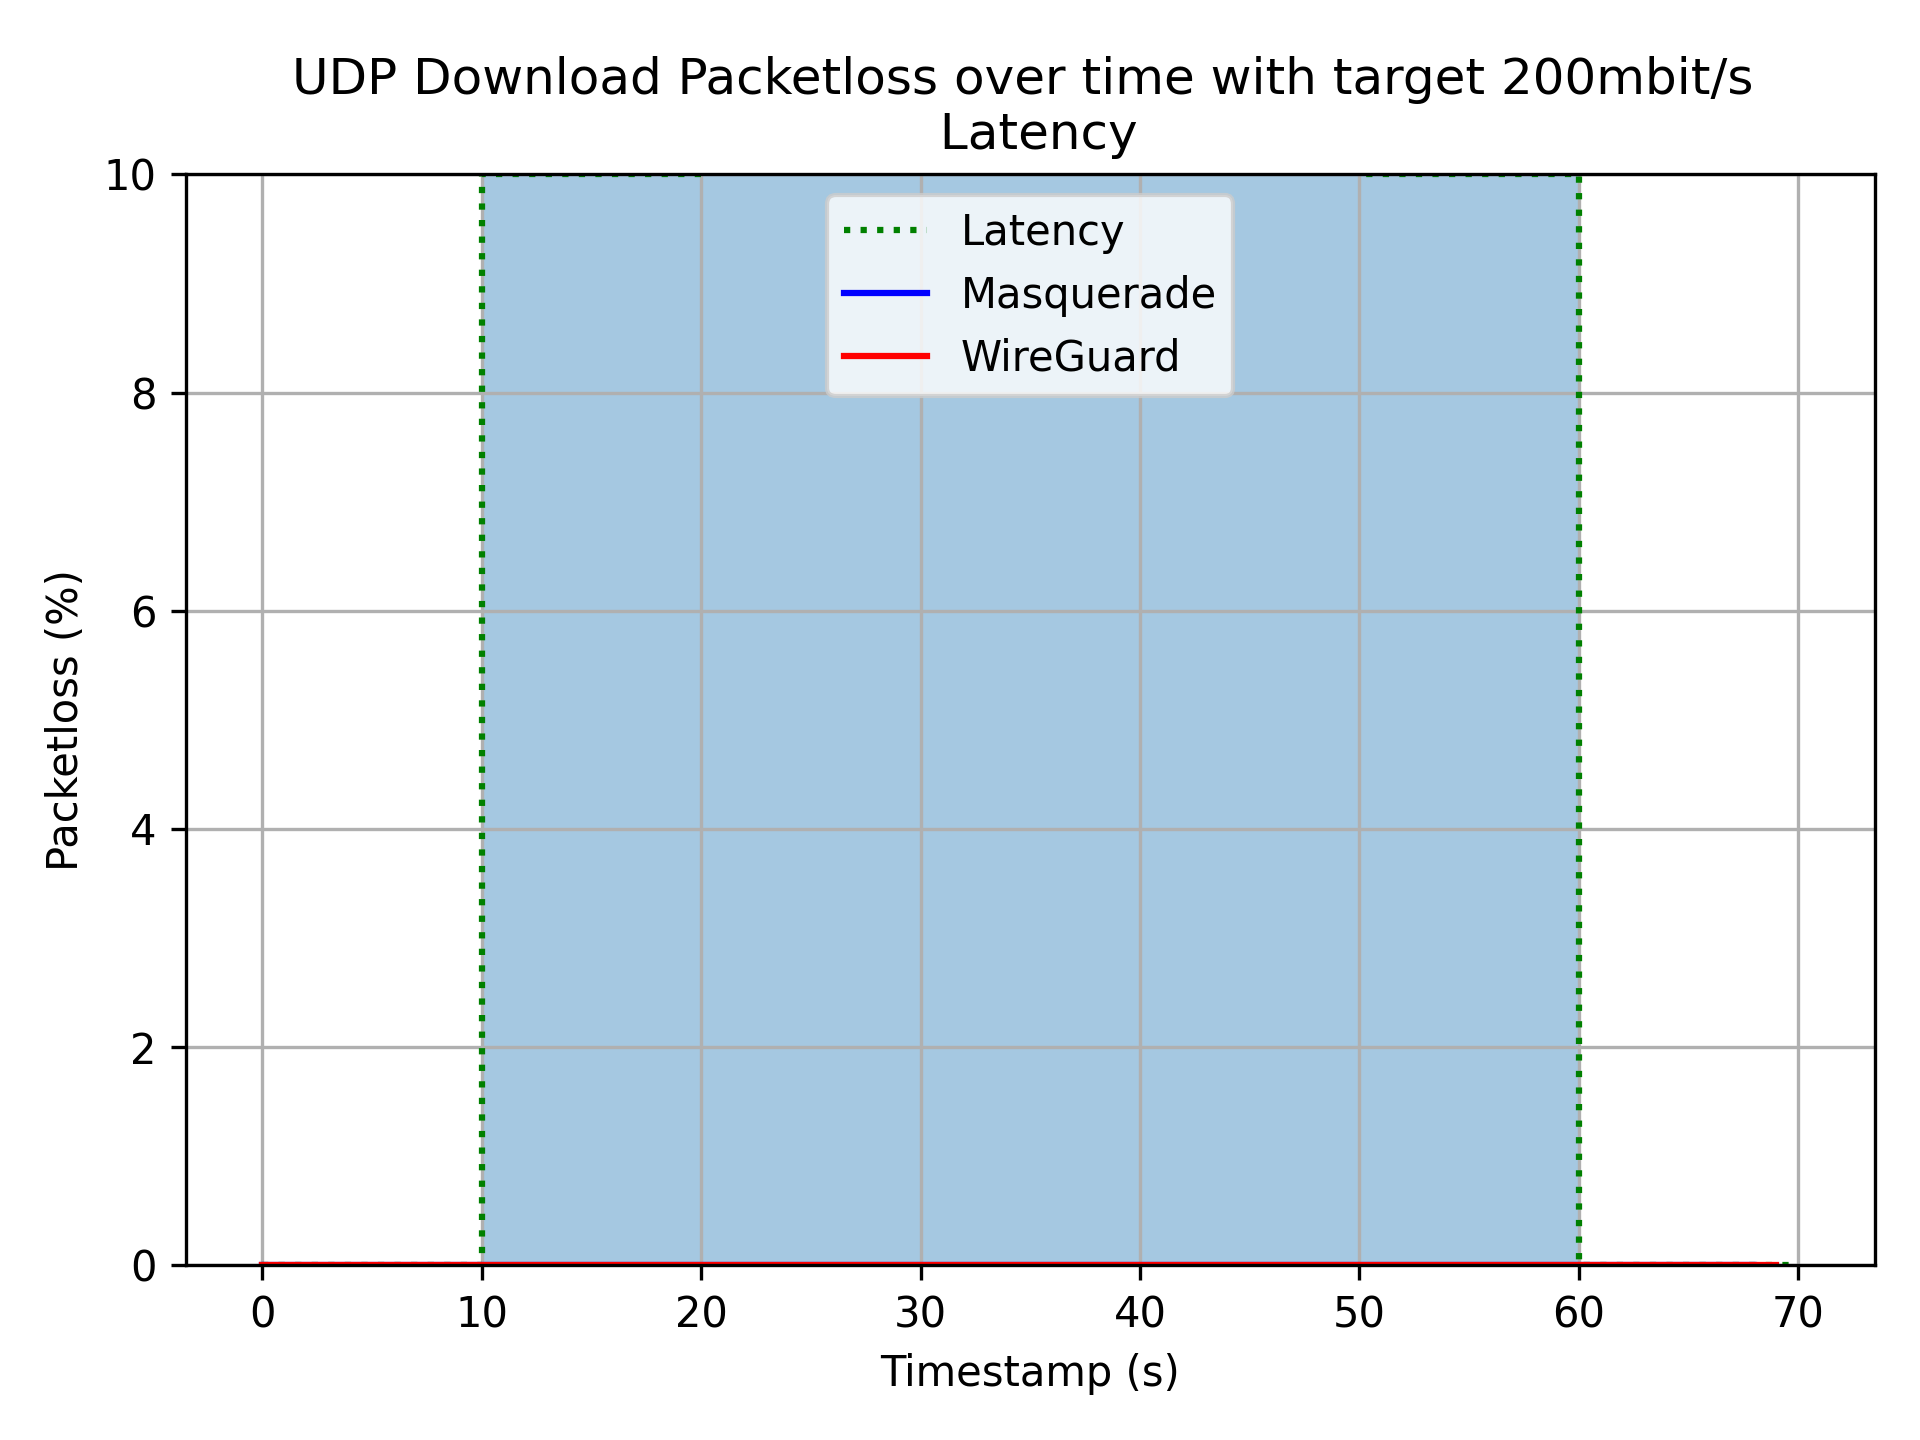 UDP Download Packetloss over time with target 200mbit/s
Latency
10
8
6
4
2
0
Packetloss (%)
Latency
Masquerade
WireGuard
0 10 20 30 40 50 60 70
Timestamp (s)